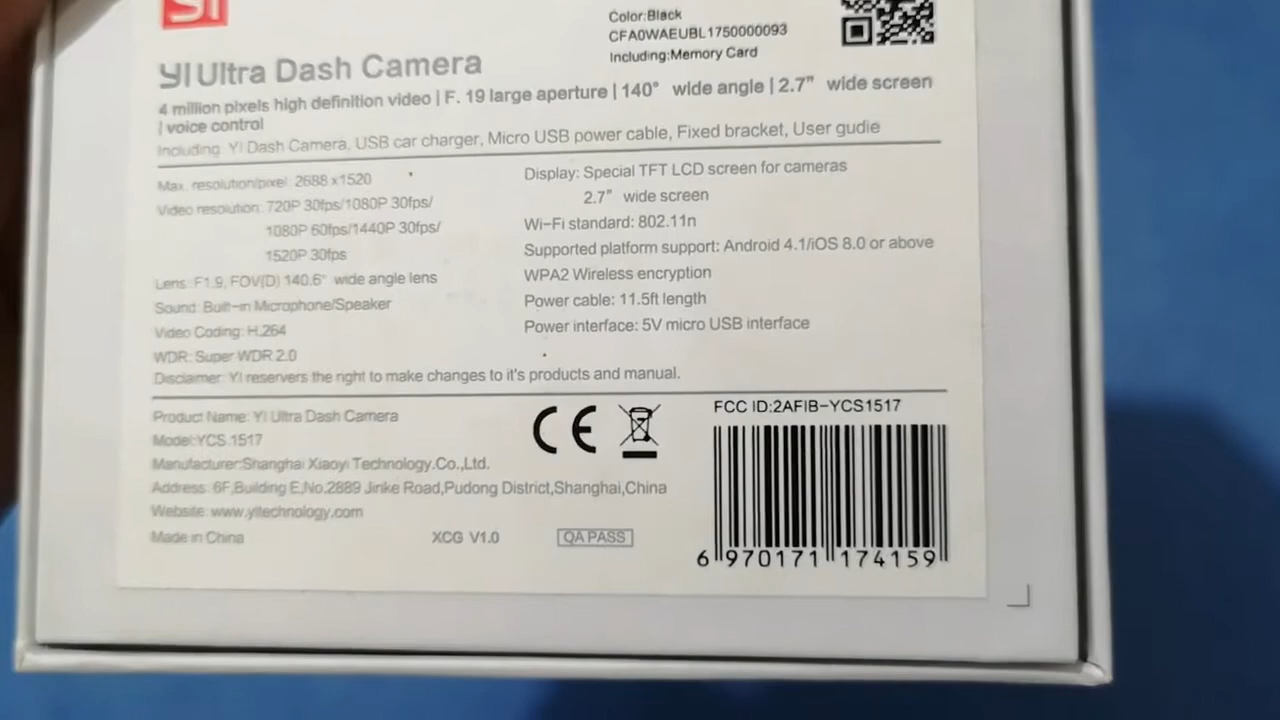 YI
Color:Black
CFA0WAEUBL1750000093
Including:Memory Card
YI Ultra Dash Camera
4 million pixels high definition video | F. 19 large aperture | 140° wide angle | 2.7" wide screen
| voice control
Including: YI Dash Camera, USB car charger, Micro USB power cable, Fixed bracket, User gudie
Max. resolution/pixel: 2688 x1520
Video resolution: 720P 30fps/1080P 30fps/
1080P 60fps/1440P 30fps/
1520P 30fps
Lens: F1.9, FOV(D) 140.6° wide angle lens
Sound: Built-in Microphone/Speaker
Video Coding: H.264
WDR: Super WDR 2.0
Disclaimer: YI reservers the right to make changes to it's products and manual.
Display: Special TFT LCD screen for cameras
2.7" wide screen
Wi-Fi standard: 802.11n
Supported platform support: Android 4.1/iOS 8.0 or above
WPA2 Wireless encryption
Power cable: 11.5ft length
Power interface: 5V micro USB interface
Product Name: YI Ultra Dash Camera
Model:YCS.1517
Manufacturer:Shanghai Xiaoyi Technology.Co.,Ltd.
Address: 6F,Building E,No.2889 Jinke Road,Pudong District,Shanghai,China
Website: www.yitechnology.com
Made in China
XCG V1.0
QA PASS
CE
FCC ID:2AFIB-YCS1517
6 970171 174159